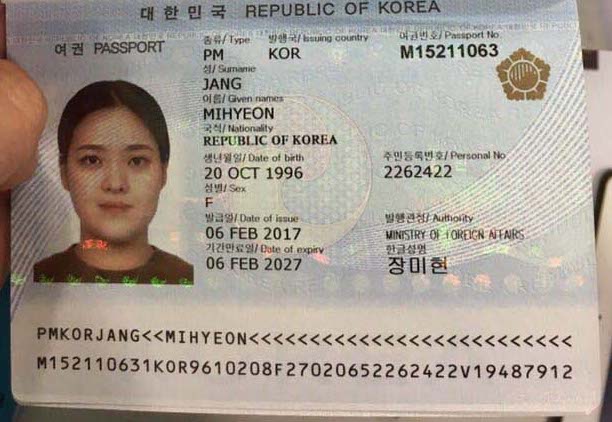 대한민국 REPUBLIC OF KOREA
여권 PASSPORT
종류/ Type 발행국/ Issuing country 여권번호/ Passport No.
PM KOR M15211063
성/ Surname
JANG
이름/ Given names
MIHYEON
국적/ Nationality
REPUBLIC OF KOREA
생년월일/ Date of birth 주민등록번호/ Personal No
20 OCT 1996 2262422
성별/ Sex
F
발급일/ Date of issue 발행관청/ Authority
06 FEB 2017 MINISTRY OF FOREIGN AFFAIRS
기간만료일/ Date of expiry 한글성명
06 FEB 2027 장미현
PMKORJANG<<MIHYEON<<<<<<<<<<<<<<<<<<<<<<<<<<
M152110631KOR9610208F27020652262422V19487912